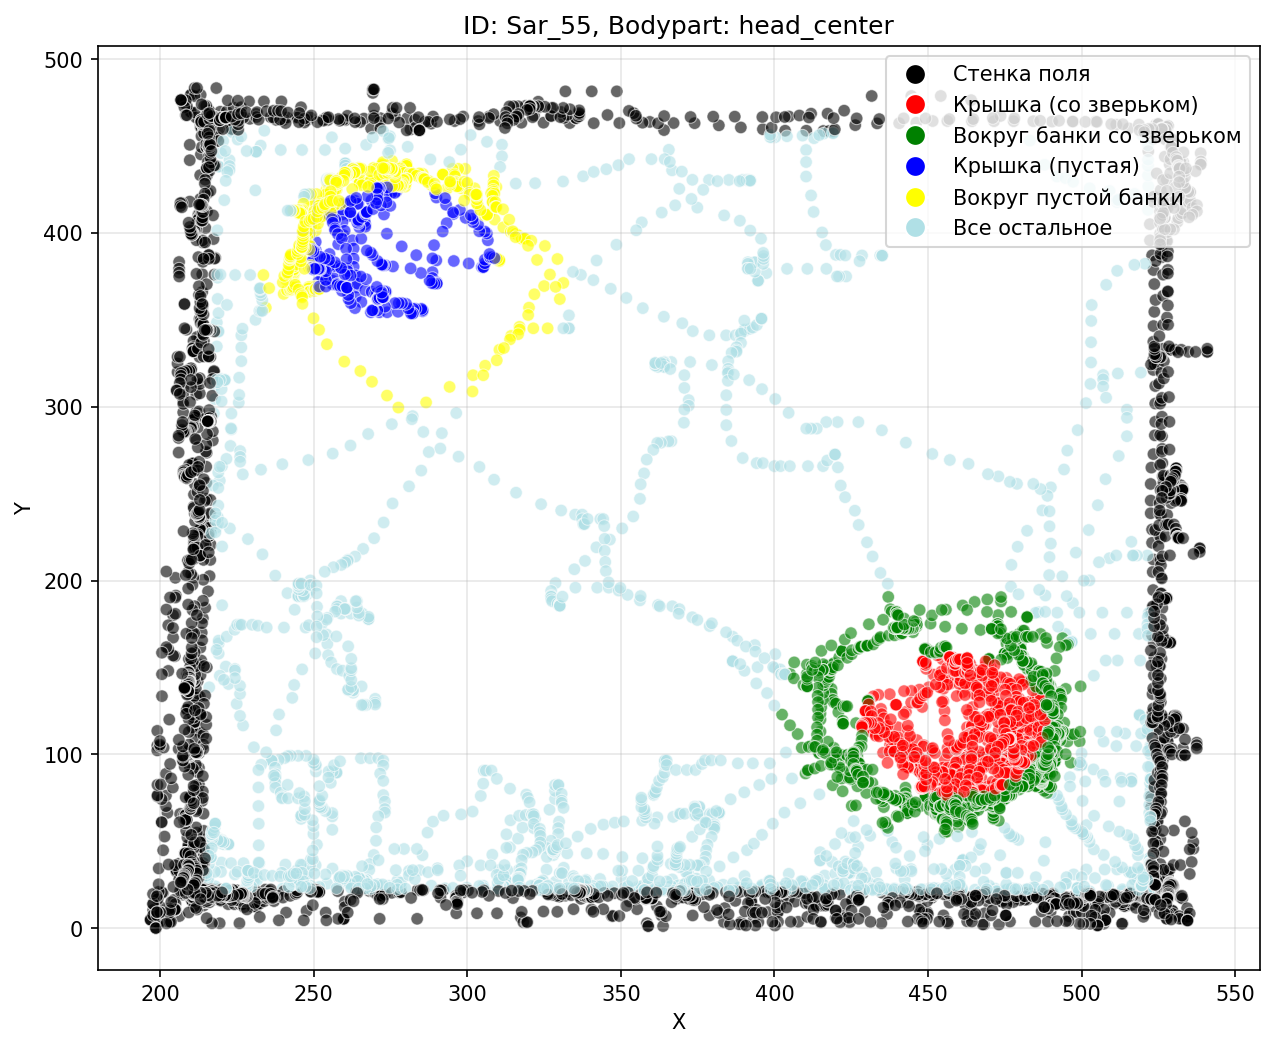 ID: Sar_55, Bodypart: head_center
500
400
300
200
100
0
Y
200
250
300
350
400
450
500
550
X
Стенка поля
Крышка (со зверьком)
Вокруг банки со зверьком
Крышка (пустая)
Вокруг пустой банки
Все остальное